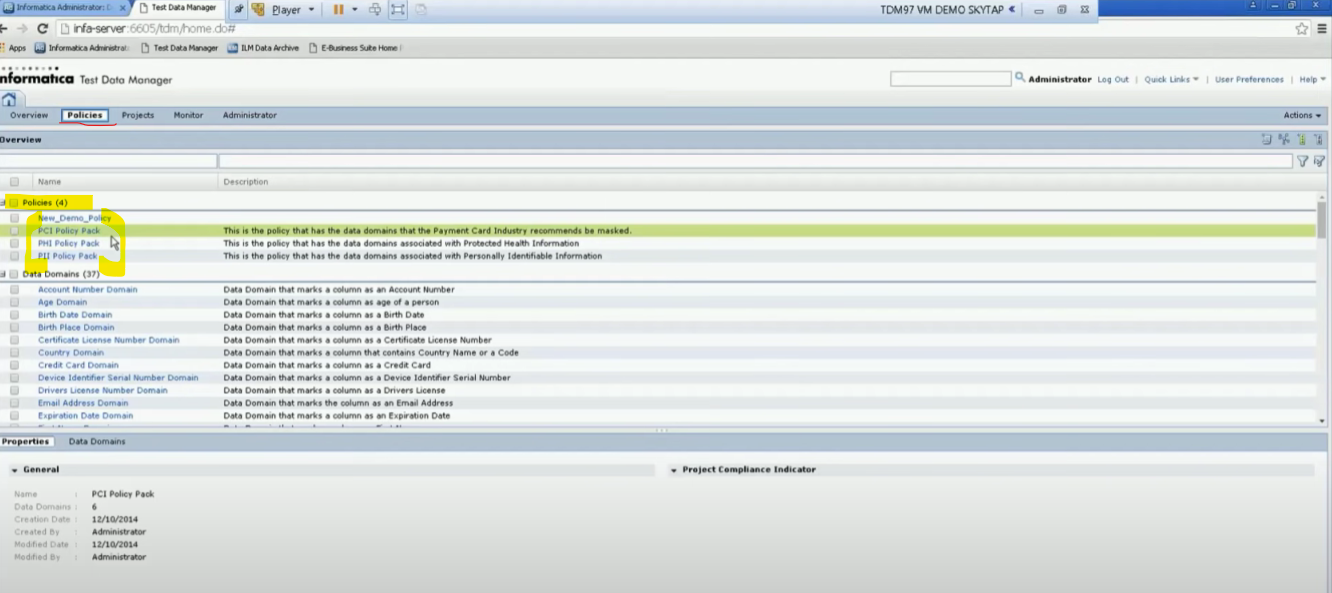 Informatica Administrator: D
Test Data Manager
Player
TDM97 VM DEMO SKYTAP
infa-server:6605/tdm/home.do#
Apps
Informatica Administrat
Test Data Manager
ILM Data Archive
E-Business Suite Home
nformatica Test Data Manager
Administrator Log Out | Quick Links | User Preferences | Help
Overview Policies Projects Monitor Administrator
Actions
Overview
Name Description
Policies (4)
New_Demo_Policy
PCI Policy Pack This is the policy that has the data domains that the Payment Card Industry recommends be masked.
PHI Policy Pack This is the policy that has the data domains associated with Protected Health Information
PII Policy Pack This is the policy that has the data domains associated with Personally Identifiable Information
Data Domains (37)
Account Number Domain Data Domain that marks a column as an Account Number
Age Domain Data Domain that marks a column as age of a person
Birth Date Domain Data Domain that marks a column as a Birth Date
Birth Place Domain Data Domain that marks a column as a Birth Place
Certificate License Number Domain Data Domain that marks a column as a Certificate License Number
Country Domain Data Domain that marks a column that contains Country Name or a Code
Credit Card Domain Data Domain that marks a column as a Credit Card
Device Identifier Serial Number Domain Data Domain that marks a column as a Device Identifier Serial Number
Drivers License Number Domain Data Domain that marks a column as a Drivers License
Email Address Domain Data Domain that marks the column as an Email Address
Expiration Date Domain Data Domain that marks a column as an Expiration Date
Properties Data Domains
General
Project Compliance Indicator
Name : PCI Policy Pack
Data Domains : 6
Creation Date : 12/10/2014
Created By : Administrator
Modified Date : 12/10/2014
Modified By : Administrator